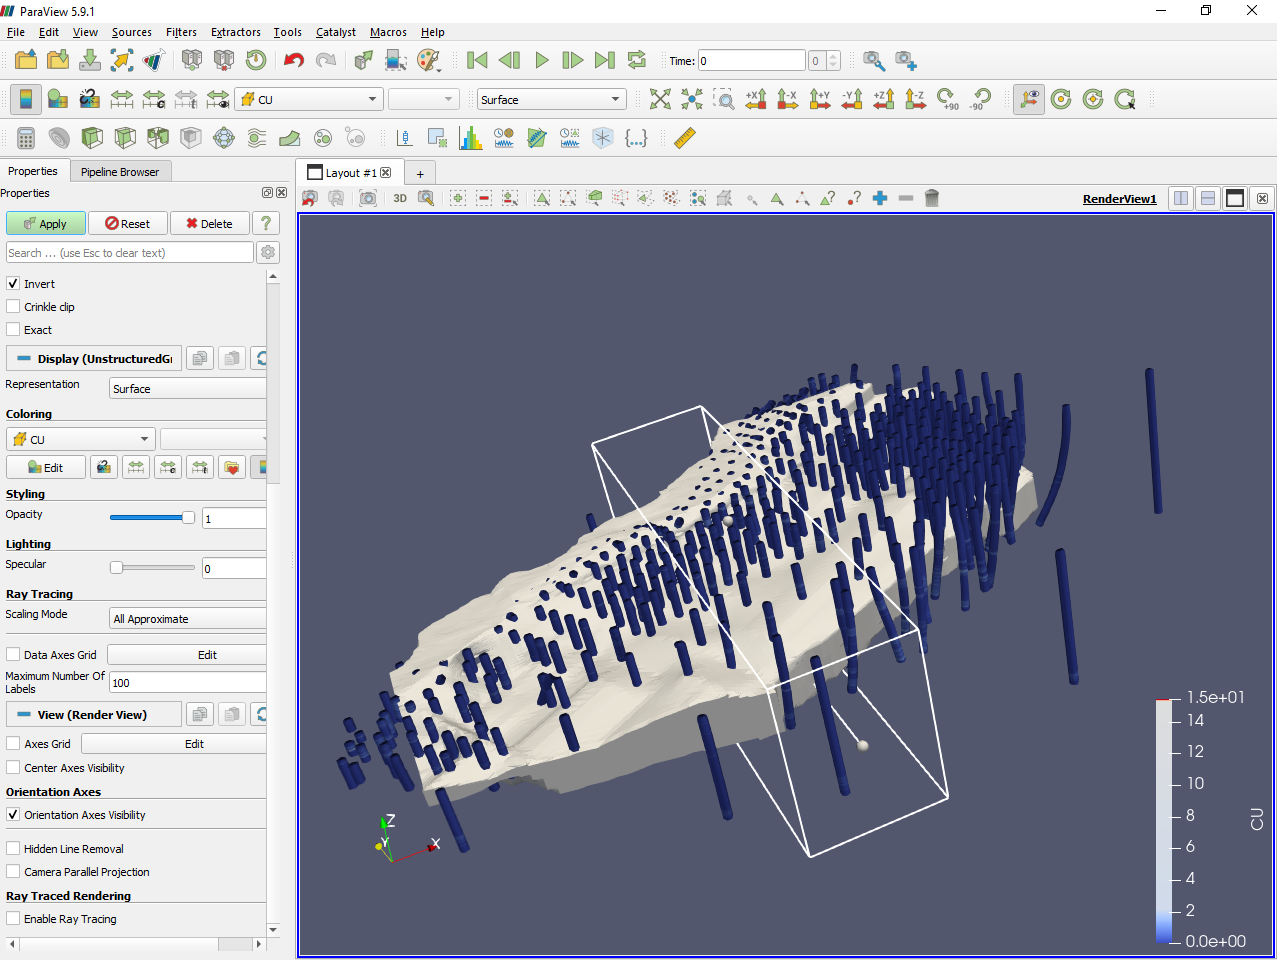 ParaView 5.9.1
File Edit View Sources Filters Extractors Tools Catalyst Macros Help
Time: 0 0
CU Surface +X -X +Y -Y +Z -Z +90 -90
Properties Pipeline Browser
Layout #1 +
Properties
3D RenderView1
Apply Reset Delete ?
Search ... (use Esc to clear text)
Invert
Crinkle clip
Exact
Display (UnstructuredGr
Representation Surface
Coloring
CU
Edit
Styling
Opacity 1
Lighting
Specular 0
Ray Tracing
Scaling Mode All Approximate
Data Axes Grid Edit
Maximum Number Of Labels 100
View (Render View)
Axes Grid Edit
Center Axes Visibility
Orientation Axes
Orientation Axes Visibility
Hidden Line Removal
Camera Parallel Projection
Ray Traced Rendering
Enable Ray Tracing
Z
Y X
1.5e+01
14
12
10
8
6
4
2
0.0e+00
CU